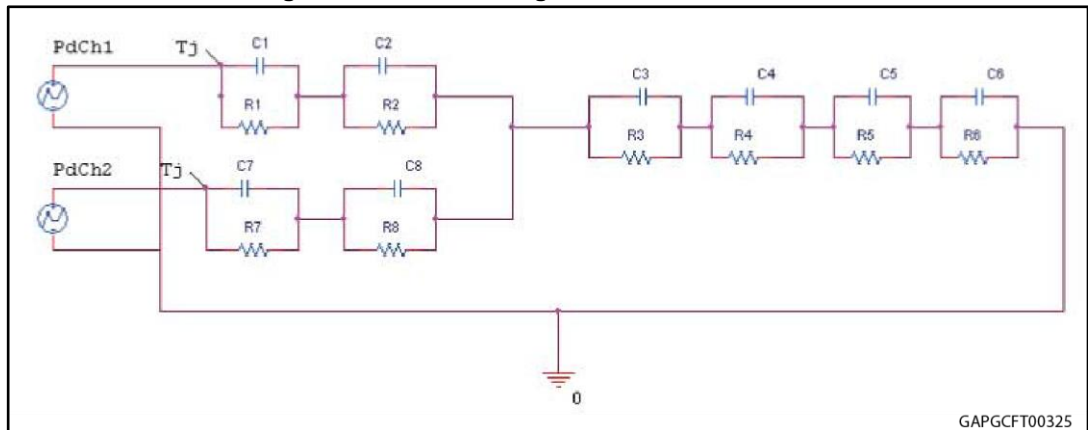 PdCh1
Tj
C1
C2
R1
R2
C3
C4
C5
C6
R3
R4
R5
R6
PdCh2
Tj
C7
C8
R7
R8
0
GAPGCFT00325